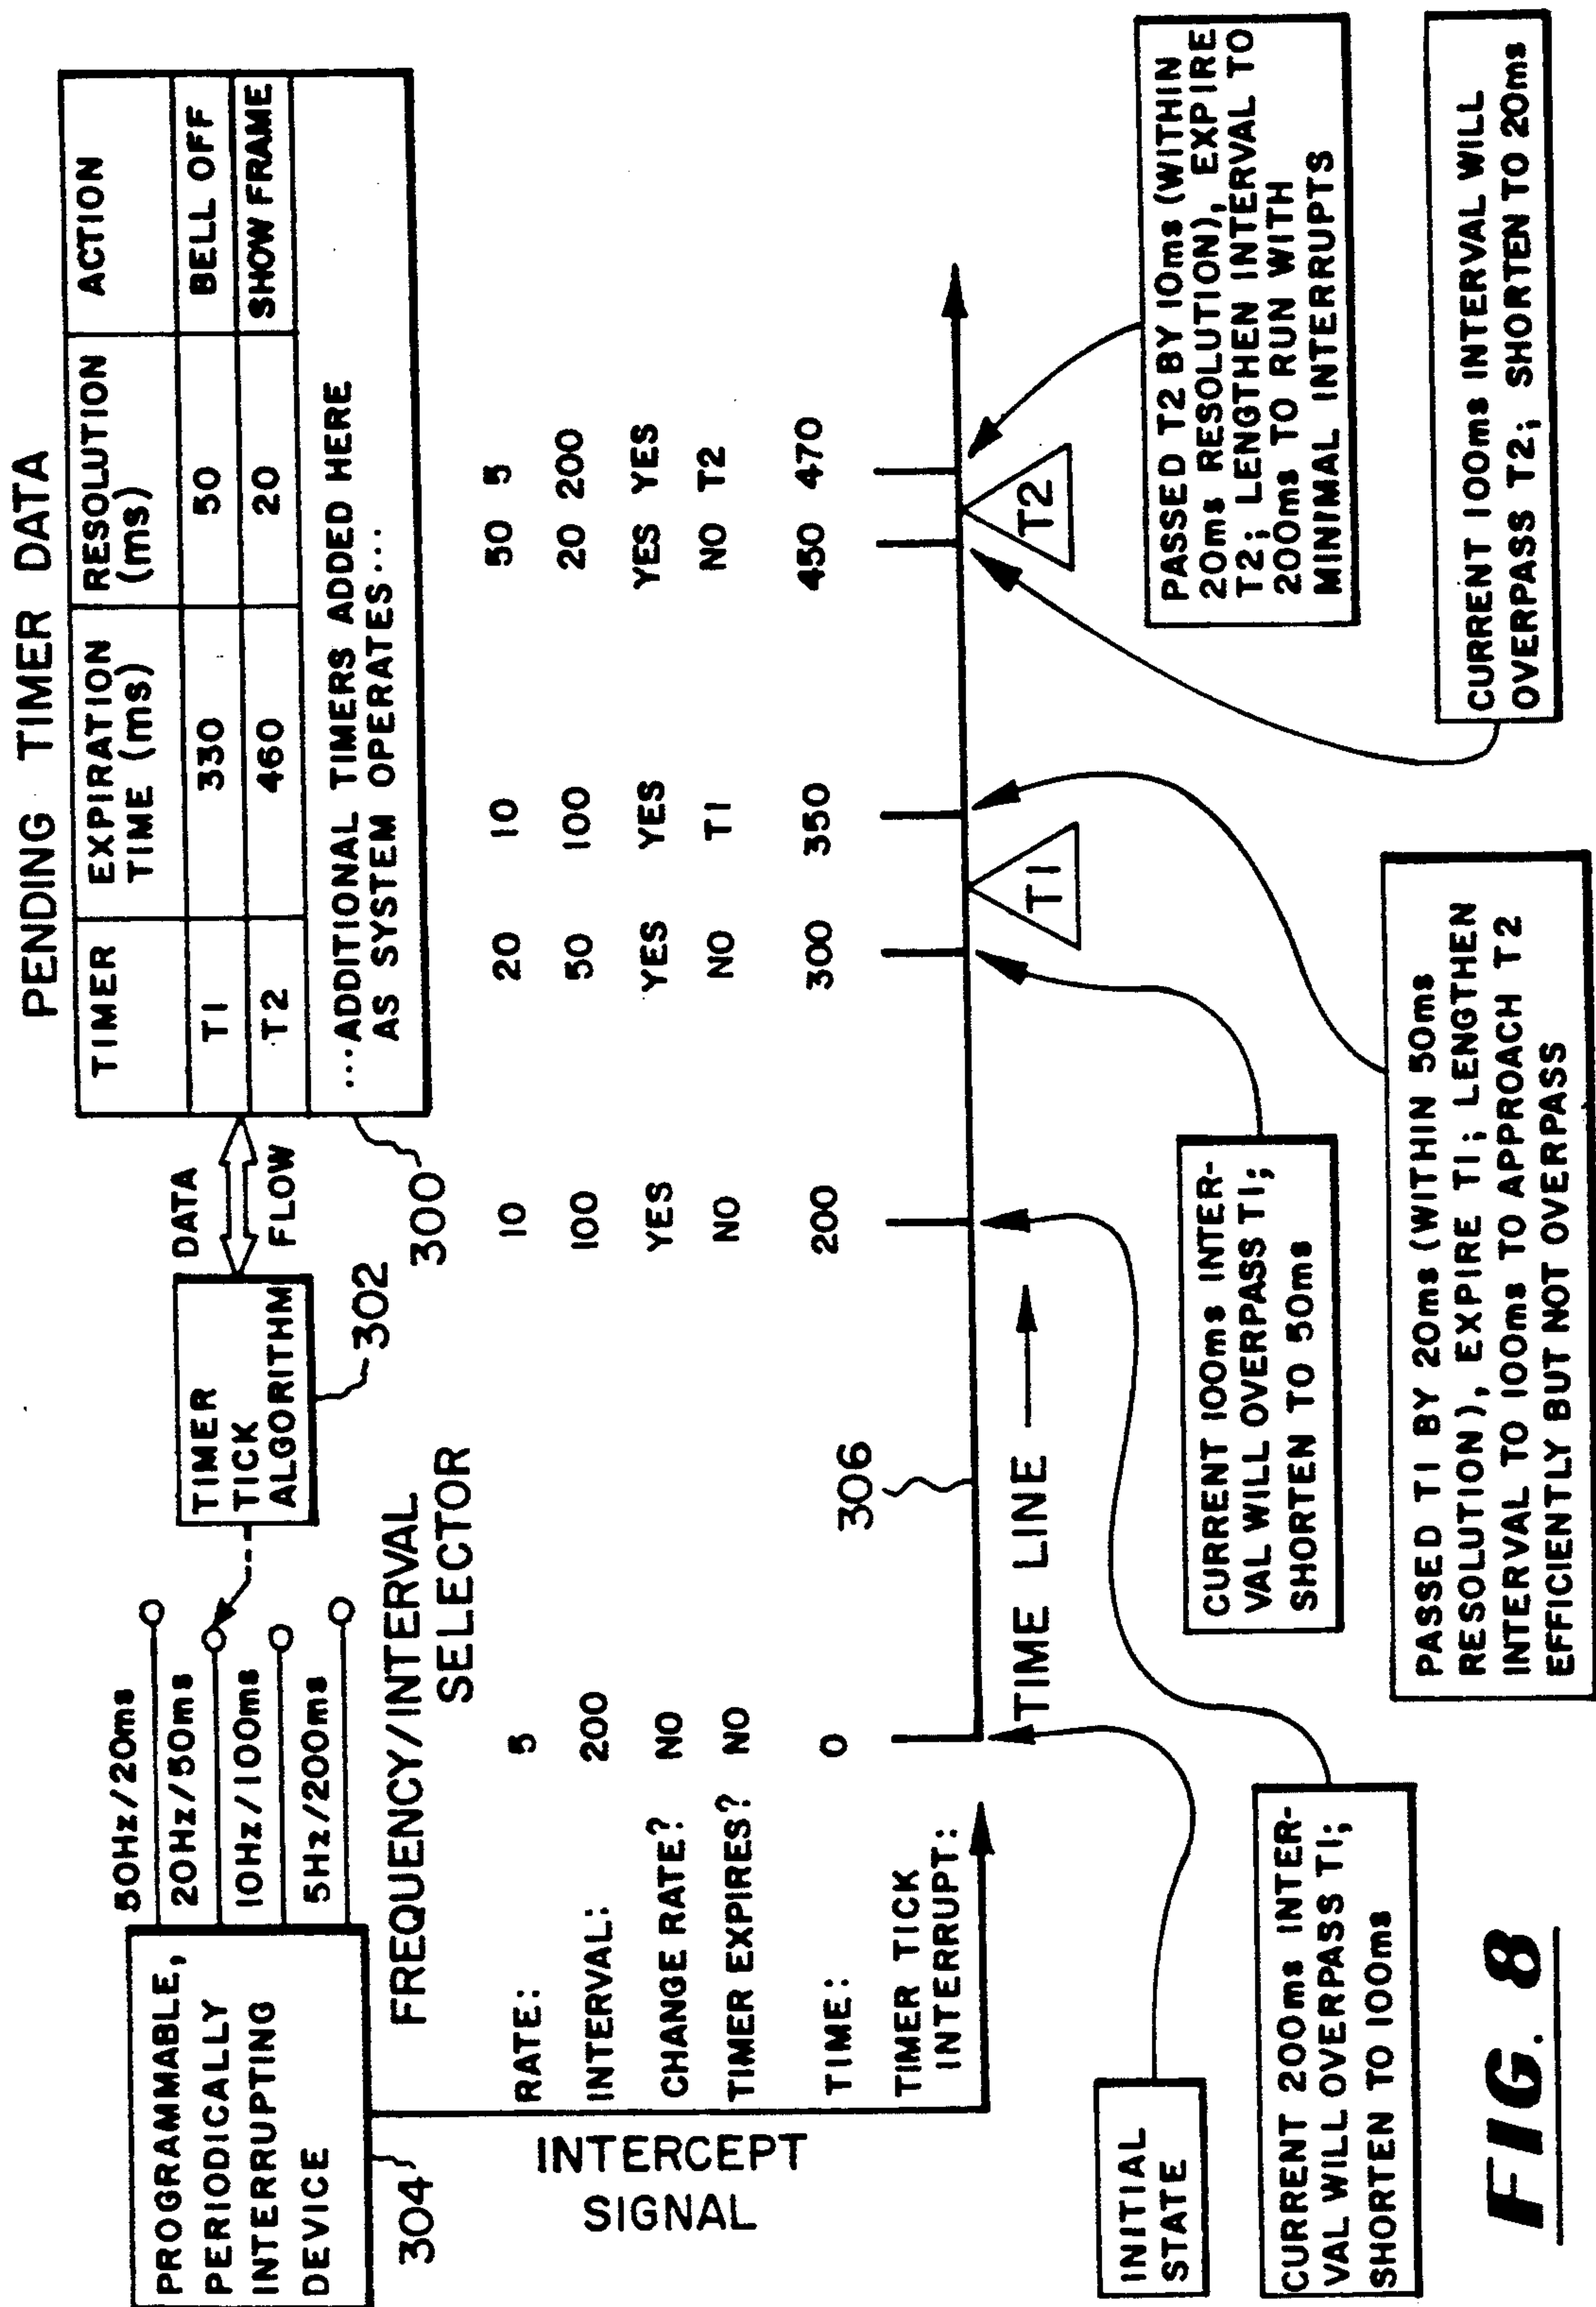 PENDING TIMER DATA
TIMER
EXPIRATION
TIME (ms)
RESOLUTION
(ms)
ACTION
T1 330 50 BELL OFF
T2 460 20 SHOW FRAME
...ADDITIONAL TIMERS ADDED HERE
AS SYSTEM OPERATES...
300
DATA
FLOW
TIMER
TICK
ALGORITHM
302
50Hz/20ms
20Hz/50ms
10Hz/100ms
5Hz/200ms
FREQUENCY/INTERVAL
SELECTOR
PROGRAMMABLE,
PERIODICALLY
INTERRUPTING
DEVICE
304
INTERCEPT
SIGNAL
RATE: 5 10 20 10 50 5
INTERVAL: 200 100 50 100 20 200
CHANGE RATE? NO YES YES YES YES YES
TIMER EXPIRES? NO NO NO T1 NO T2
TIME: 0 200 300 350 450 470
TIMER TICK
INTERRUPT:
306
TIME LINE
T1
T2
INITIAL
STATE
CURRENT 200ms INTER-
VAL WILL OVERPASS T1;
SHORTEN TO 100ms
CURRENT 100ms INTER-
VAL WILL OVERPASS T1;
SHORTEN TO 50ms
PASSED T1 BY 20ms (WITHIN 50ms
RESOLUTION), EXPIRE T1; LENGTHEN
INTERVAL TO 100ms TO APPROACH T2
EFFICIENTLY BUT NOT OVERPASS
PASSED T2 BY 10ms (WITHIN
20ms RESOLUTION), EXPIRE
T2; LENGTHEN INTERVAL TO
200ms TO RUN WITH
MINIMAL INTERRUPTS
CURRENT 100ms INTERVAL WILL
OVERPASS T2; SHORTEN TO 20ms
FIG. 8